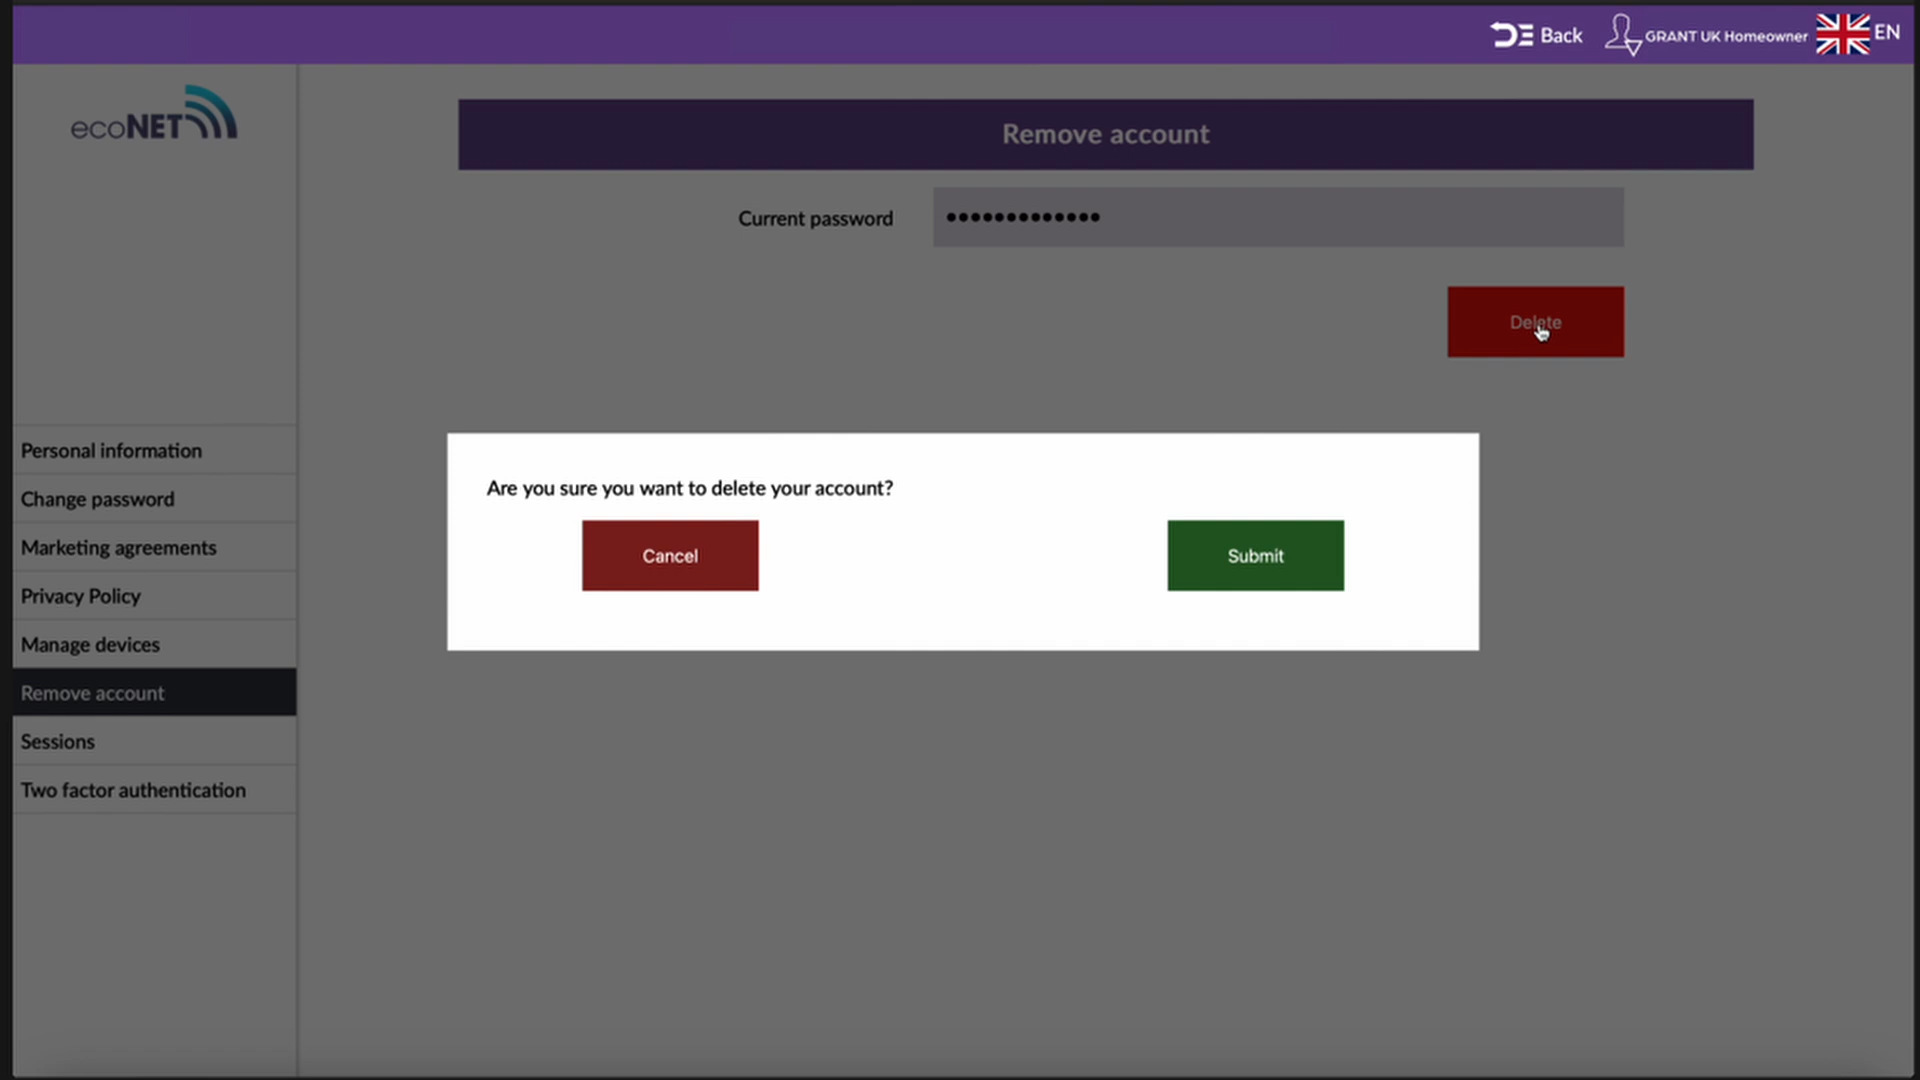 Back
GRANT UK Homeowner
EN
ecoNET
Remove account
Current password
Delete
Are you sure you want to delete your account?
Cancel
Submit
Personal information
Change password
Marketing agreements
Privacy Policy
Manage devices
Remove account
Sessions
Two factor authentication